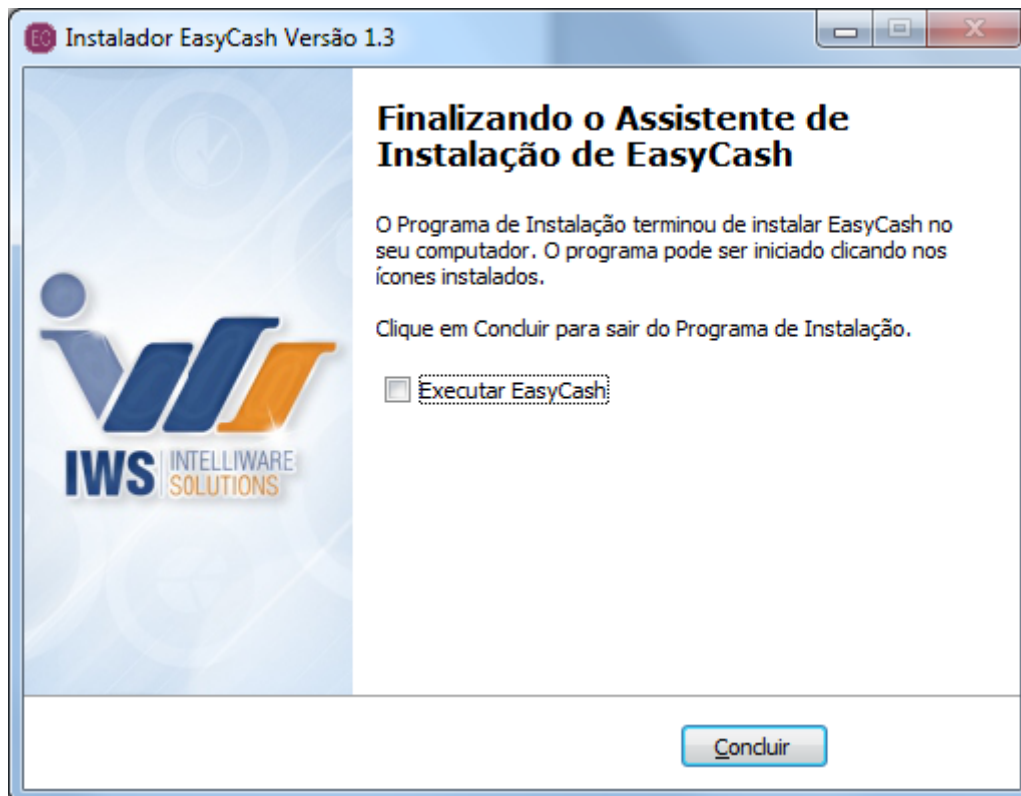 EC Instalador EasyCash Versão 1.3
Finalizando o Assistente de
Instalação de EasyCash
O Programa de Instalação terminou de instalar EasyCash no
seu computador. O programa pode ser iniciado clicando nos
ícones instalados.
Clique em Concluir para sair do Programa de Instalação.
Executar EasyCash
IWS INTELLIWARE
SOLUTIONS
Concluir